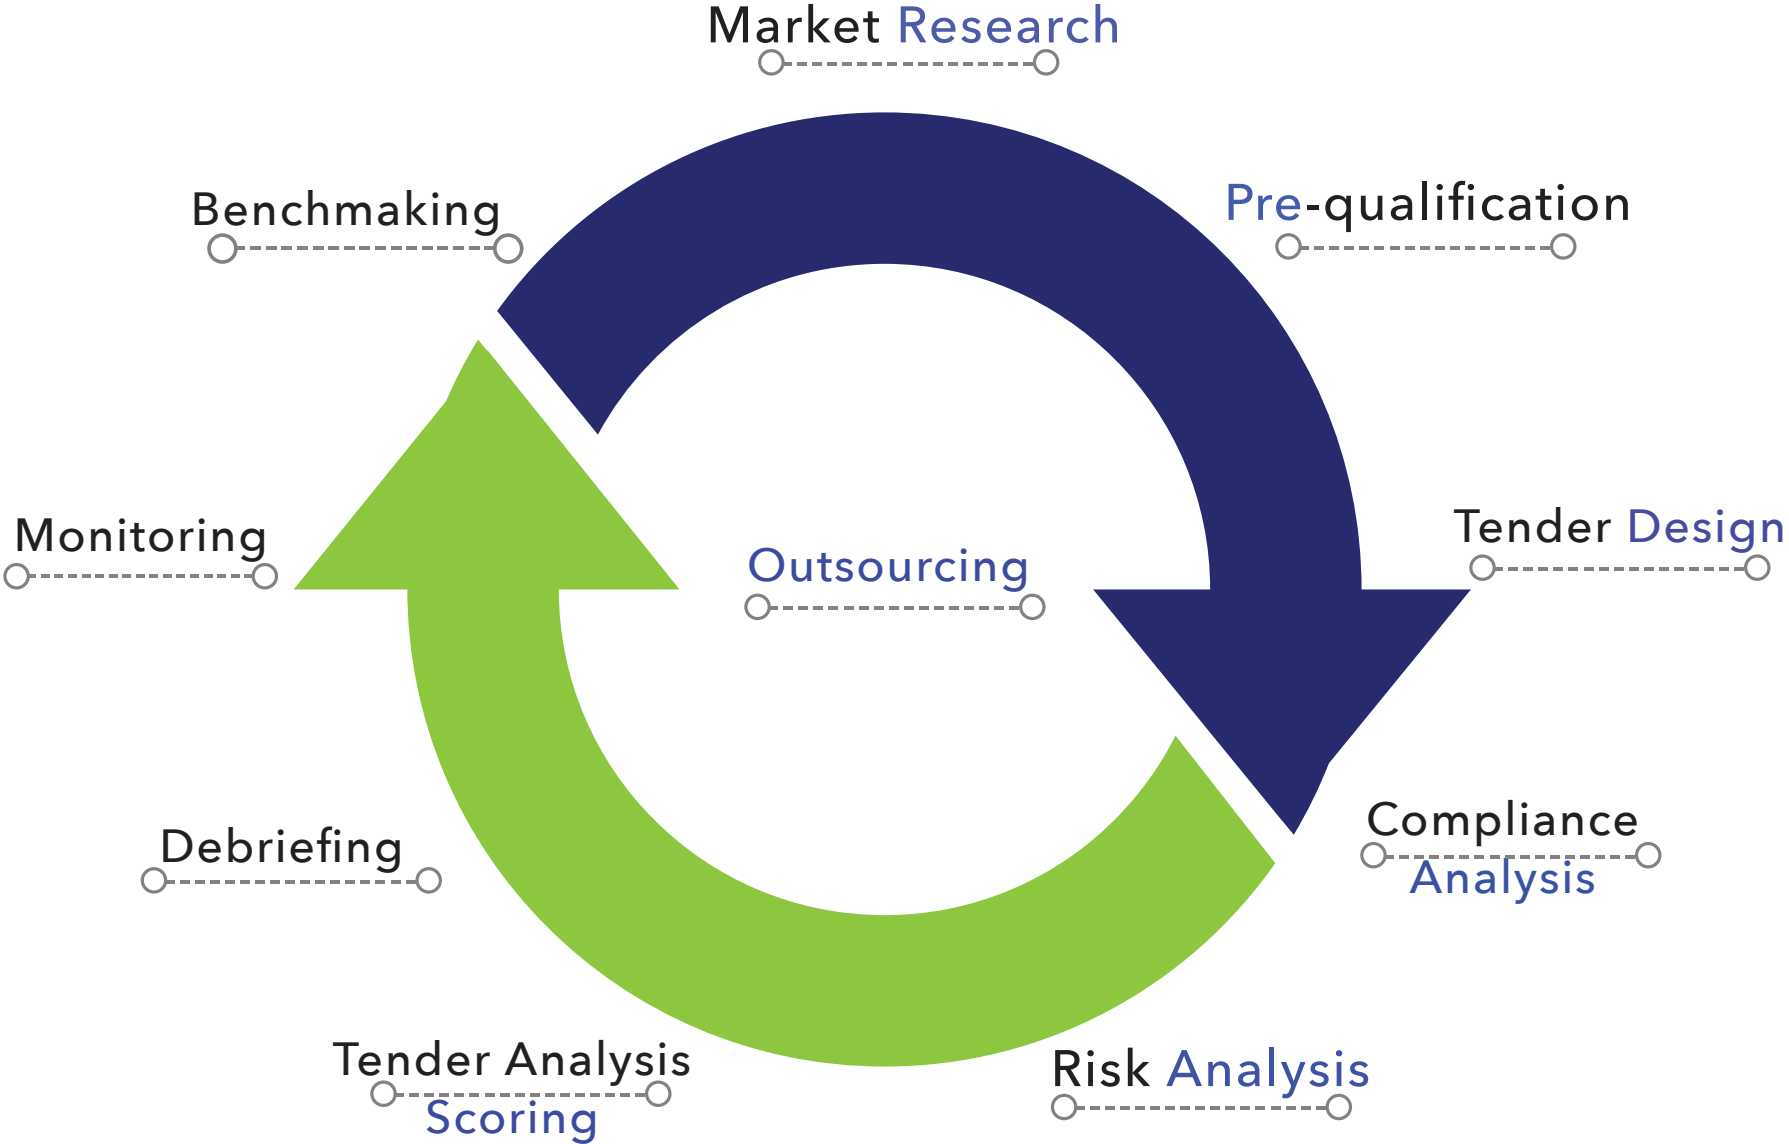 Market Research
Benchmaking
Pre-qualification
Monitoring
Outsourcing
Tender Design
Debriefing
Compliance
Analysis
Tender Analysis
Scoring
Risk Analysis